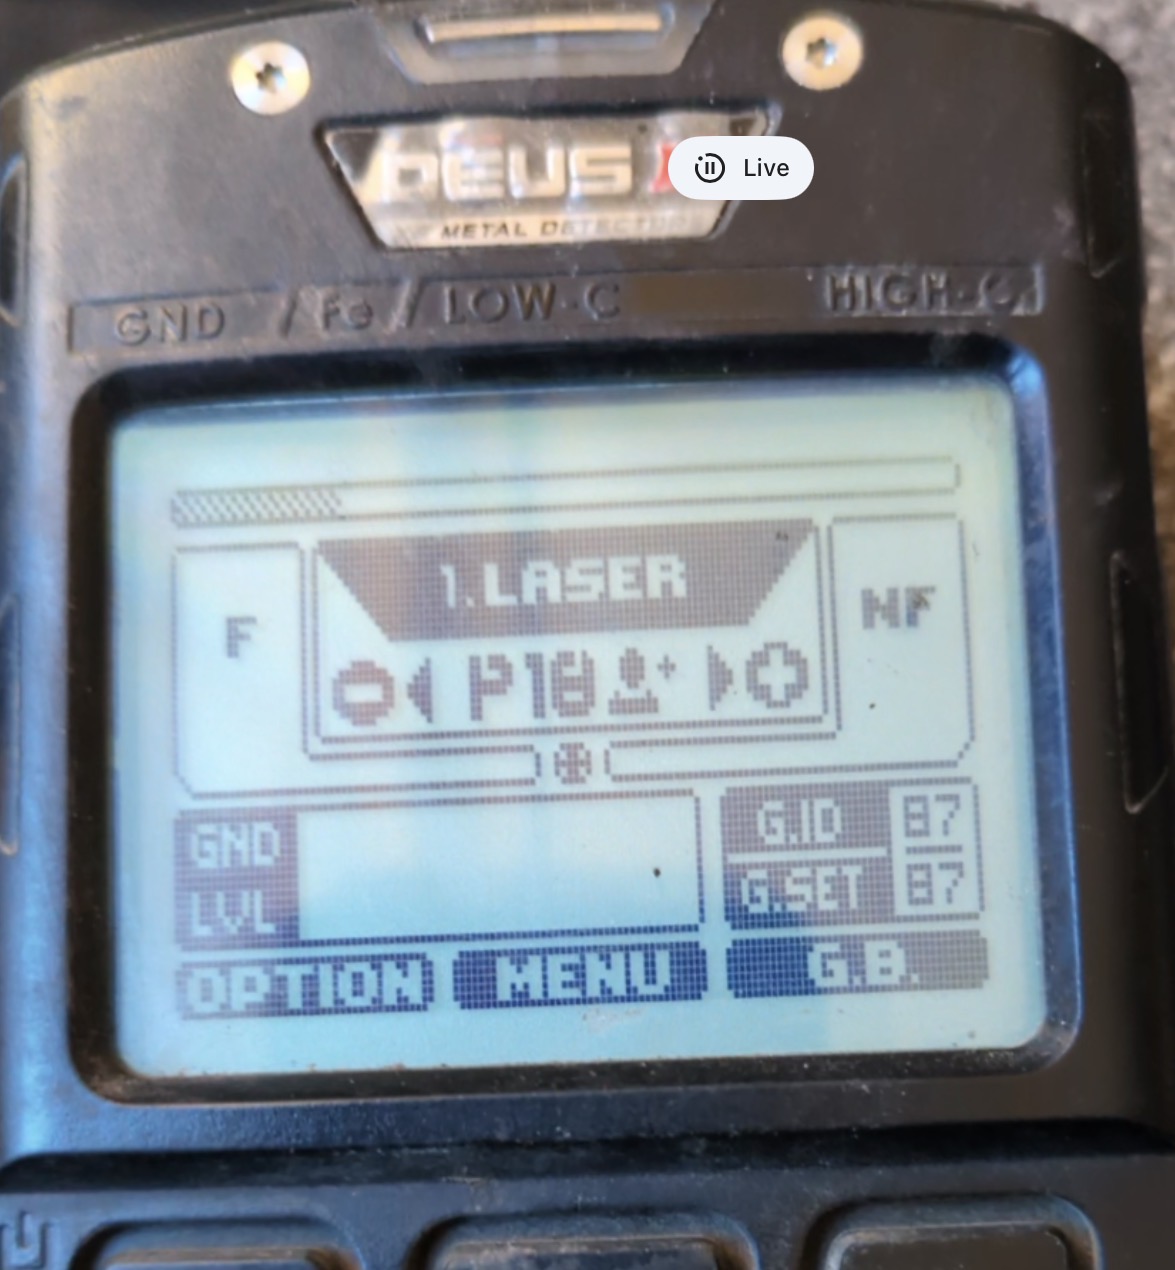 DEUS
Live
METAL DETECTOR
GND / Fe / LOW-C HIGH-C
1.LASER
F
NF
P18 +
GND
LVL
G.ID 87
G.SET 87
OPTION MENU G.B.